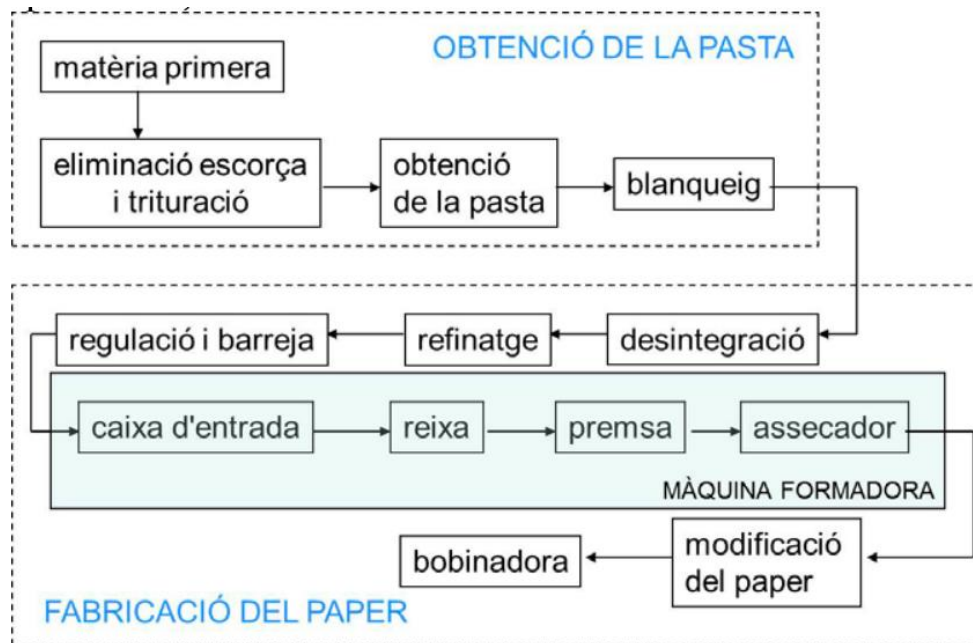 OBTENCIÓ DE LA PASTA
matèria primera
eliminació escorça
i trituració
obtenció
de la pasta
blanqueig
regulació i barreja
refinatge
desintegració
caixa d'entrada
reixa
premsa
assecador
MÀQUINA FORMADORA
bobinadora
modificació
del paper
FABRICACIÓ DEL PAPER